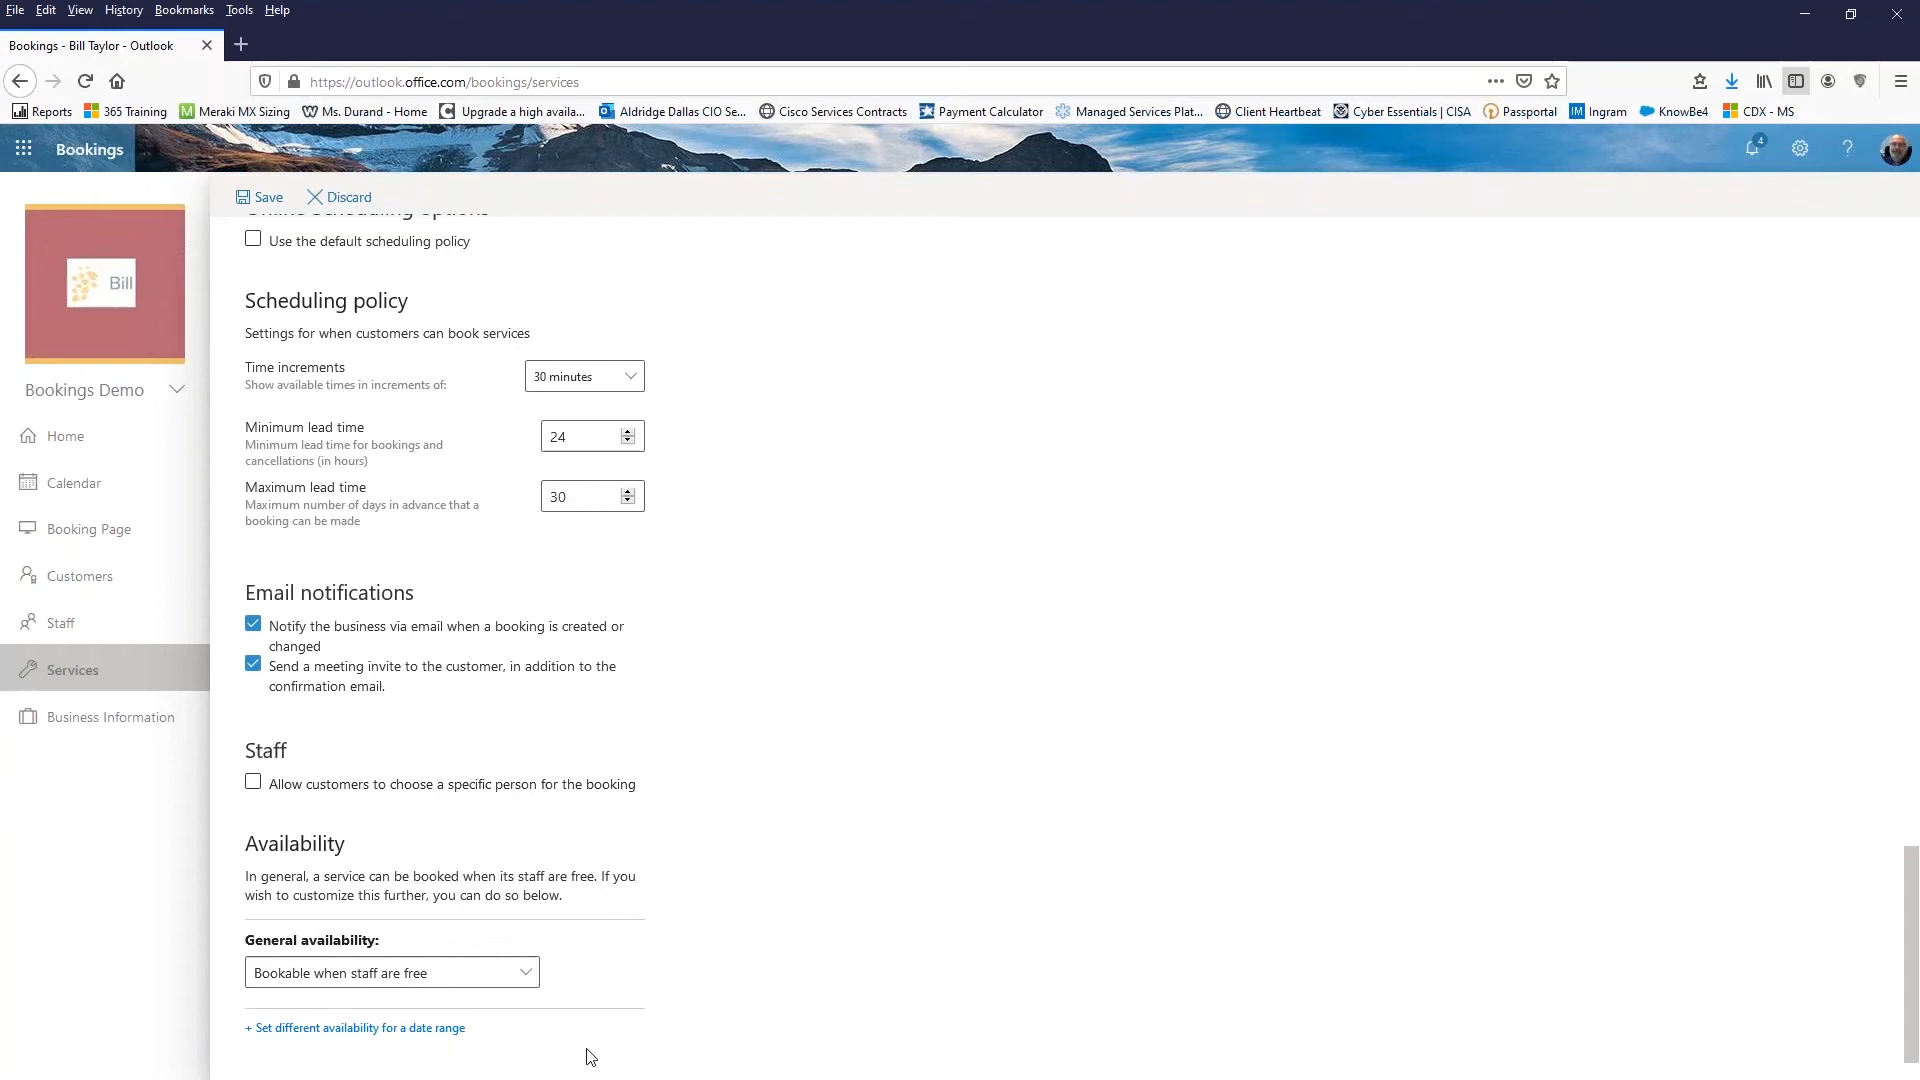 File Edit View History Bookmarks Tools Help
Bookings - Bill Taylor - Outlook
https://outlook.office.com/bookings/services
Reports 365 Training Meraki MX Sizing Ms. Durand - Home Upgrade a high availa... Aldridge Dallas CIO Se... Cisco Services Contracts Payment Calculator Managed Services Plat... Client Heartbeat Cyber Essentials | CISA Passportal Ingram KnowBe4 CDX - MS
Bookings
4
Save Discard
Online Scheduling Options
Use the default scheduling policy
Bill
Bookings Demo
Home
Calendar
Booking Page
Customers
Staff
Services
Business Information
Scheduling policy
Settings for when customers can book services
Time increments
Show available times in increments of:
30 minutes
Minimum lead time
Minimum lead time for bookings and
cancellations (in hours)
24
Maximum lead time
Maximum number of days in advance that a
booking can be made
30
Email notifications
Notify the business via email when a booking is created or
changed
Send a meeting invite to the customer, in addition to the
confirmation email.
Staff
Allow customers to choose a specific person for the booking
Availability
In general, a service can be booked when its staff are free. If you
wish to customize this further, you can do so below.
General availability:
Bookable when staff are free
+ Set different availability for a date range